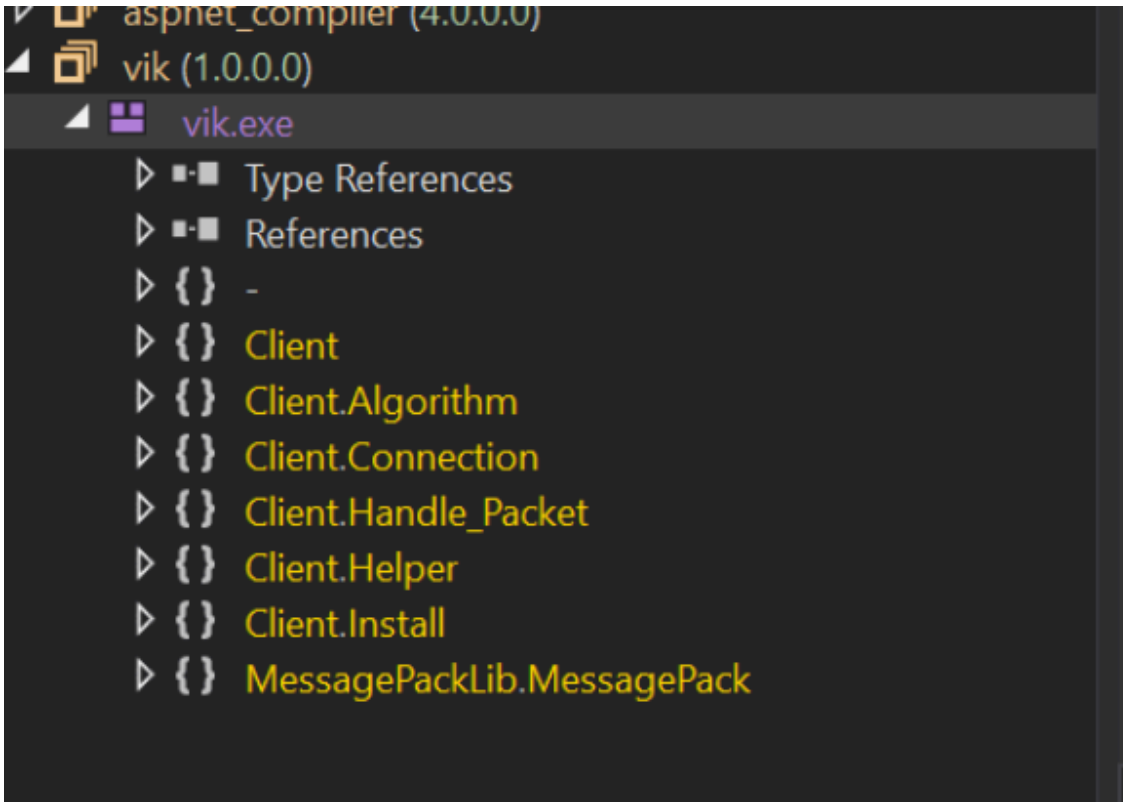 aspnet_compiler (4.0.0.0)
vik (1.0.0.0)
vik.exe
Type References
References
{ } -
{ } Client
{ } Client.Algorithm
{ } Client.Connection
{ } Client.Handle_Packet
{ } Client.Helper
{ } Client.Install
{ } MessagePackLib.MessagePack